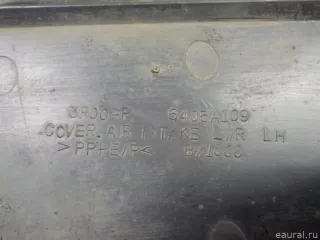 6405A109
COVER, AIR INTAKE LWR LH
>PP+E/P<
eaural.ru